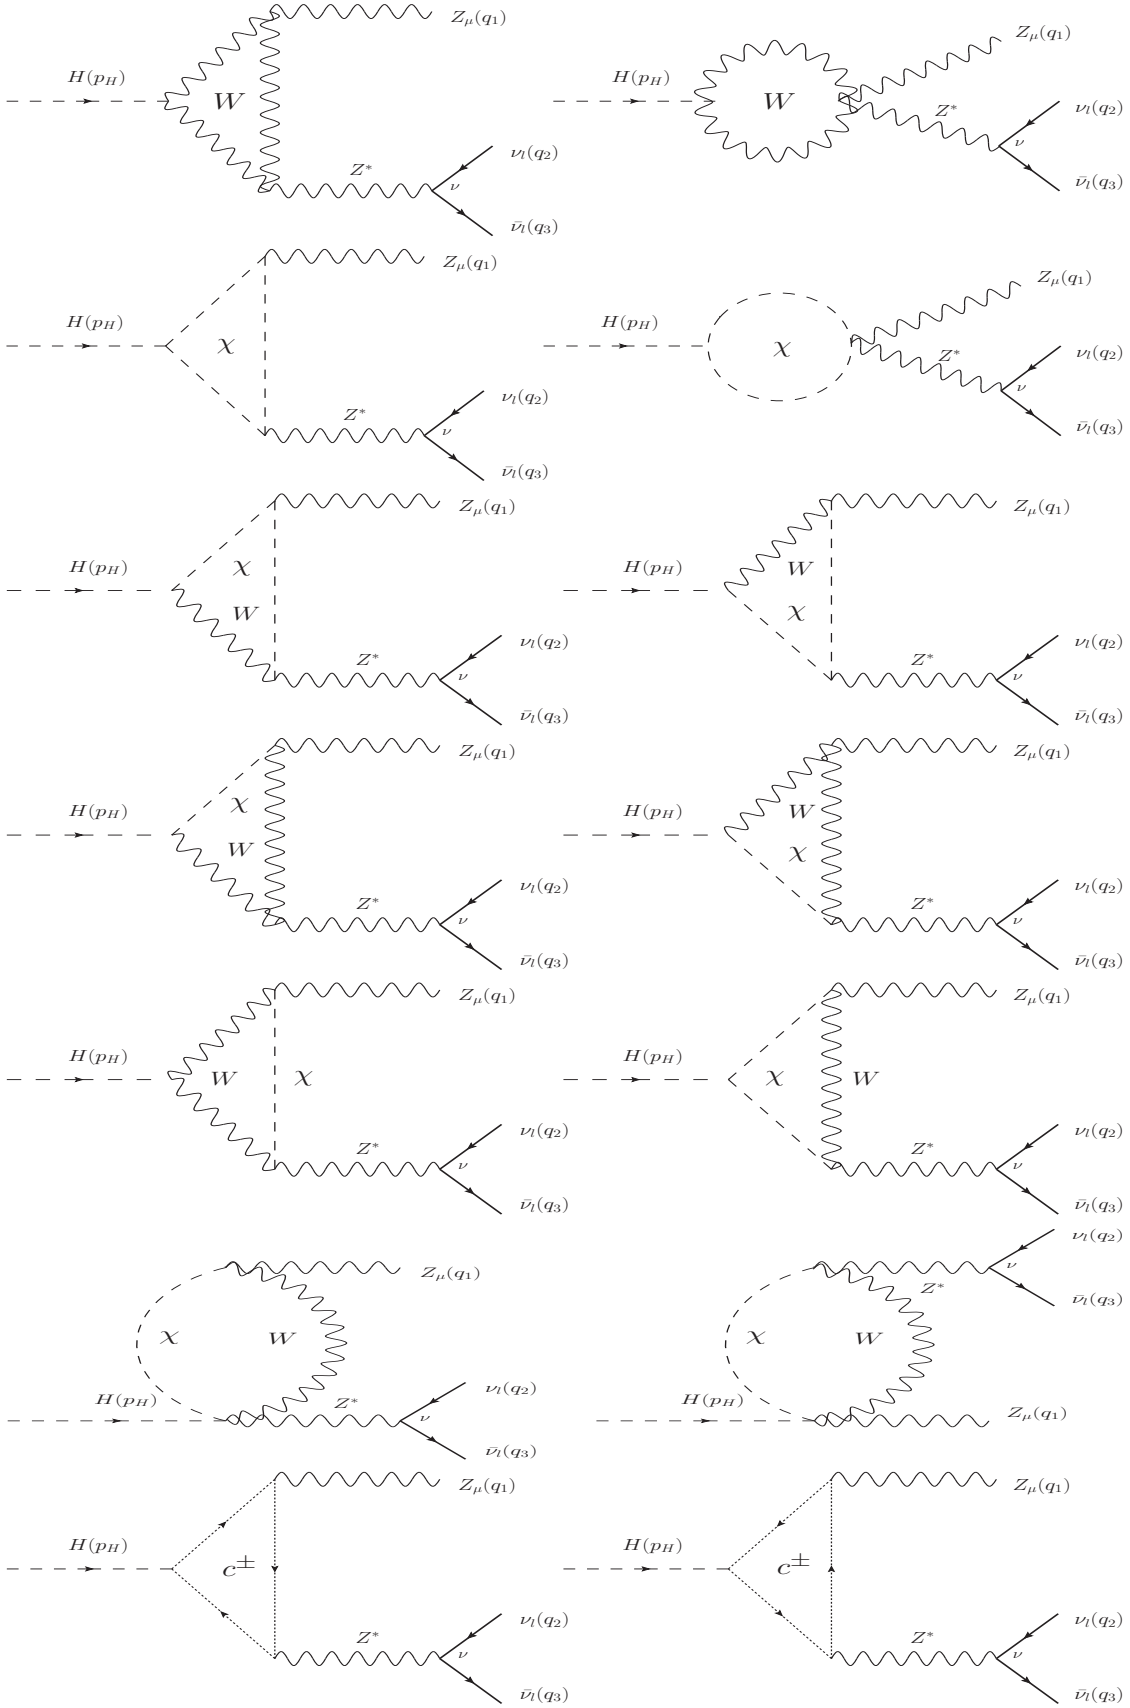 Z_μ(q_1)
H(p_H)
W
Z^*
ν_l(q_2)
ν
ν̄_l(q_3)
Z_μ(q_1)
H(p_H)
W
Z^*
ν_l(q_2)
ν
ν̄_l(q_3)
Z_μ(q_1)
H(p_H)
χ
Z^*
ν_l(q_2)
ν
ν̄_l(q_3)
Z_μ(q_1)
H(p_H)
χ
Z^*
ν_l(q_2)
ν
ν̄_l(q_3)
Z_μ(q_1)
H(p_H)
χ
W
Z^*
ν_l(q_2)
ν
ν̄_l(q_3)
Z_μ(q_1)
H(p_H)
W
χ
Z^*
ν_l(q_2)
ν
ν̄_l(q_3)
Z_μ(q_1)
H(p_H)
χ
W
Z^*
ν_l(q_2)
ν
ν̄_l(q_3)
Z_μ(q_1)
H(p_H)
W
χ
Z^*
ν_l(q_2)
ν
ν̄_l(q_3)
Z_μ(q_1)
H(p_H)
W χ
Z^*
ν_l(q_2)
ν
ν̄_l(q_3)
Z_μ(q_1)
H(p_H)
χ W
Z^*
ν_l(q_2)
ν
ν̄_l(q_3)
Z_μ(q_1)
χ W
H(p_H)
Z^*
ν_l(q_2)
ν
ν̄_l(q_3)
ν_l(q_2)
ν
Z^*
ν̄_l(q_3)
χ W
H(p_H)
Z_μ(q_1)
Z_μ(q_1)
H(p_H)
c^±
Z^*
ν_l(q_2)
ν
ν̄_l(q_3)
Z_μ(q_1)
H(p_H)
c^±
Z^*
ν_l(q_2)
ν
ν̄_l(q_3)